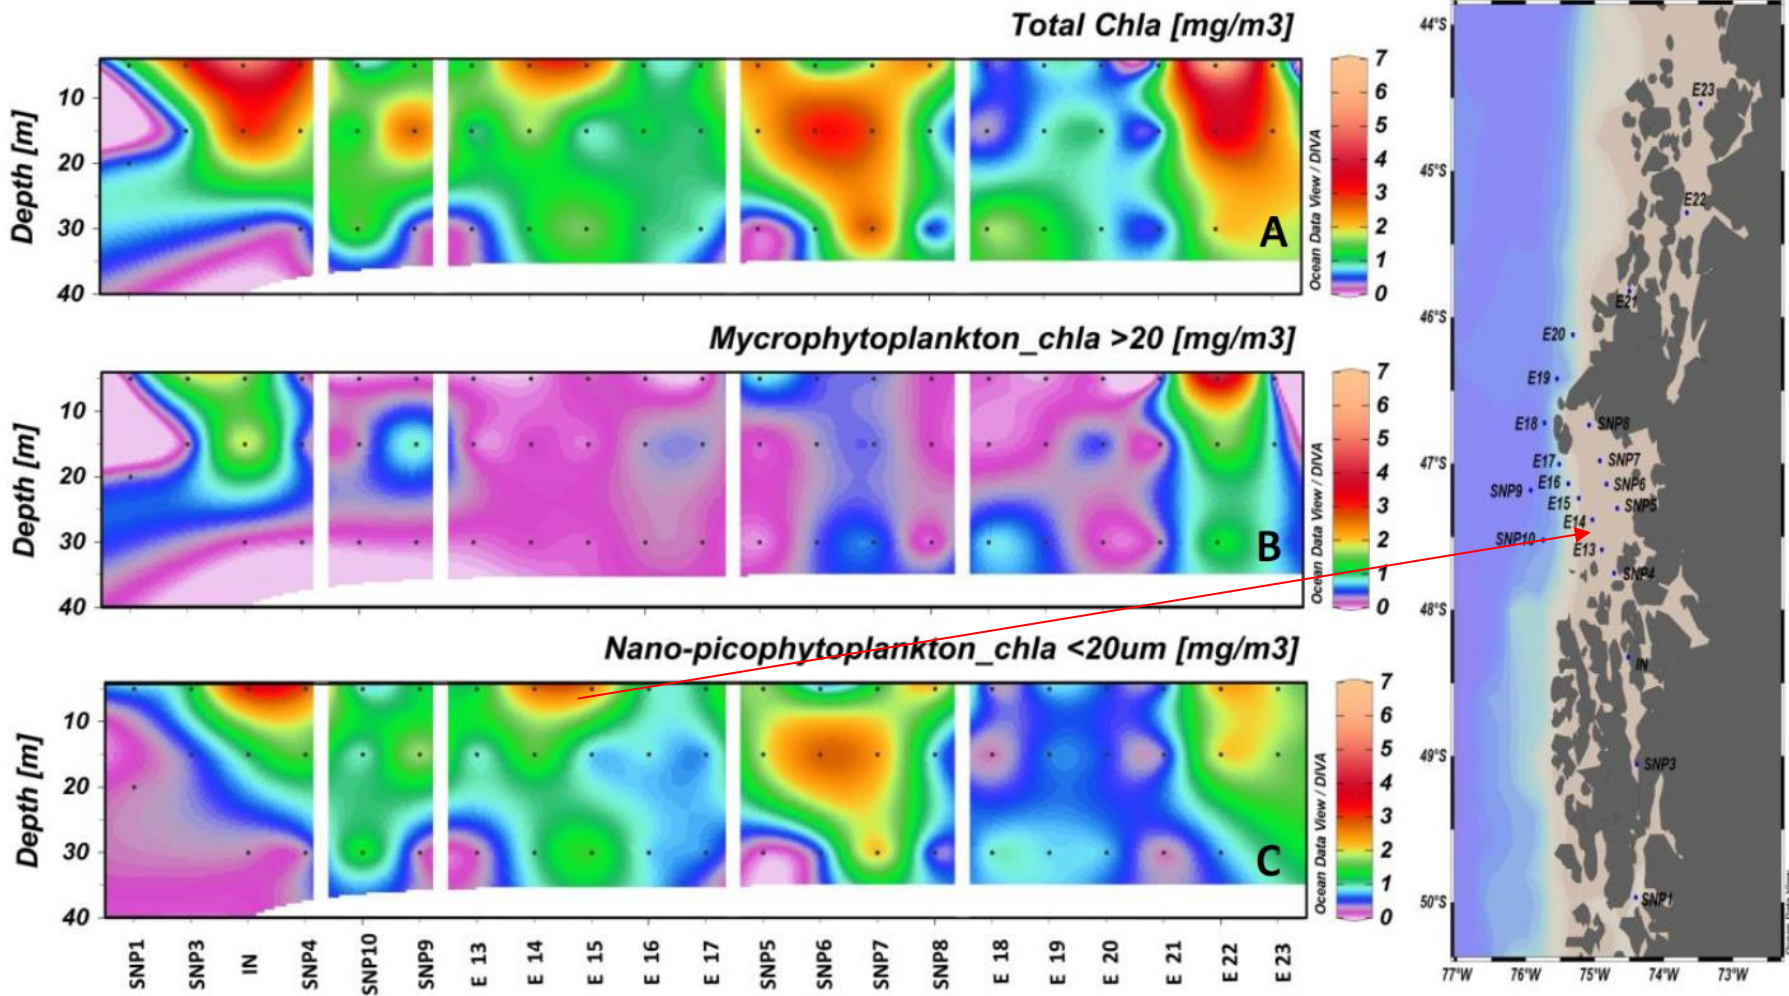 Total Chla [mg/m3]
Depth [m]
10
20
30
40
A
Ocean Data View / DIVA
7
6
5
4
3
2
1
0
Mycrophytoplankton_chla >20 [mg/m3]
Depth [m]
10
20
30
40
B
Ocean Data View / DIVA
7
6
5
4
3
2
1
0
Nano-picophytoplankton_chla <20um [mg/m3]
Depth [m]
10
20
30
40
C
Ocean Data View / DIVA
7
6
5
4
3
2
1
0
SNP1
SNP3
IN
SNP4
SNP10
SNP9
E 13
E 14
E 15
E 16
E 17
SNP5
SNP6
SNP7
SNP8
E 18
E 19
E 20
E 21
E 22
E 23
44°S
45°S
46°S
47°S
48°S
49°S
50°S
E23
E22
E21
E20
E19
E18
SNP8
E17
SNP7
E16
SNP6
SNP9
E15
SNP5
E14
SNP10
E13
SNP4
IN
SNP3
SNP1
77°W
76°W
75°W
74°W
73°W